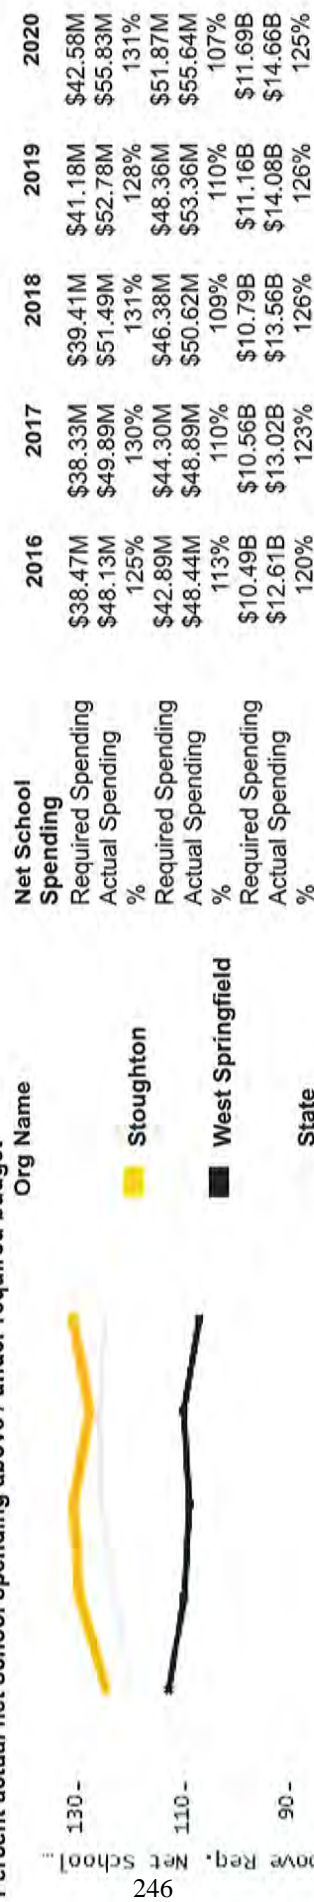 Percent actual net school spending above / under required budget
Org Name
Net School
Spending
2016 2017 2018 2019 2020
Stoughton
Required Spending $38.47M $38.33M $39.41M $41.18M $42.58M
Actual Spending $48.13M $49.89M $51.49M $52.78M $55.83M
% 125% 130% 131% 128% 131%
West Springfield
Required Spending $42.89M $44.30M $46.38M $48.36M $51.87M
Actual Spending $48.44M $48.89M $50.62M $53.36M $55.64M
% 113% 110% 109% 110% 107%
State
Required Spending $10.49B $10.56B $10.79B $11.16B $11.69B
Actual Spending $12.61B $13.02B $13.56B $14.08B $14.66B
% 120% 123% 126% 126% 125%
130-
110-
90-
bove Req. Net School...
246